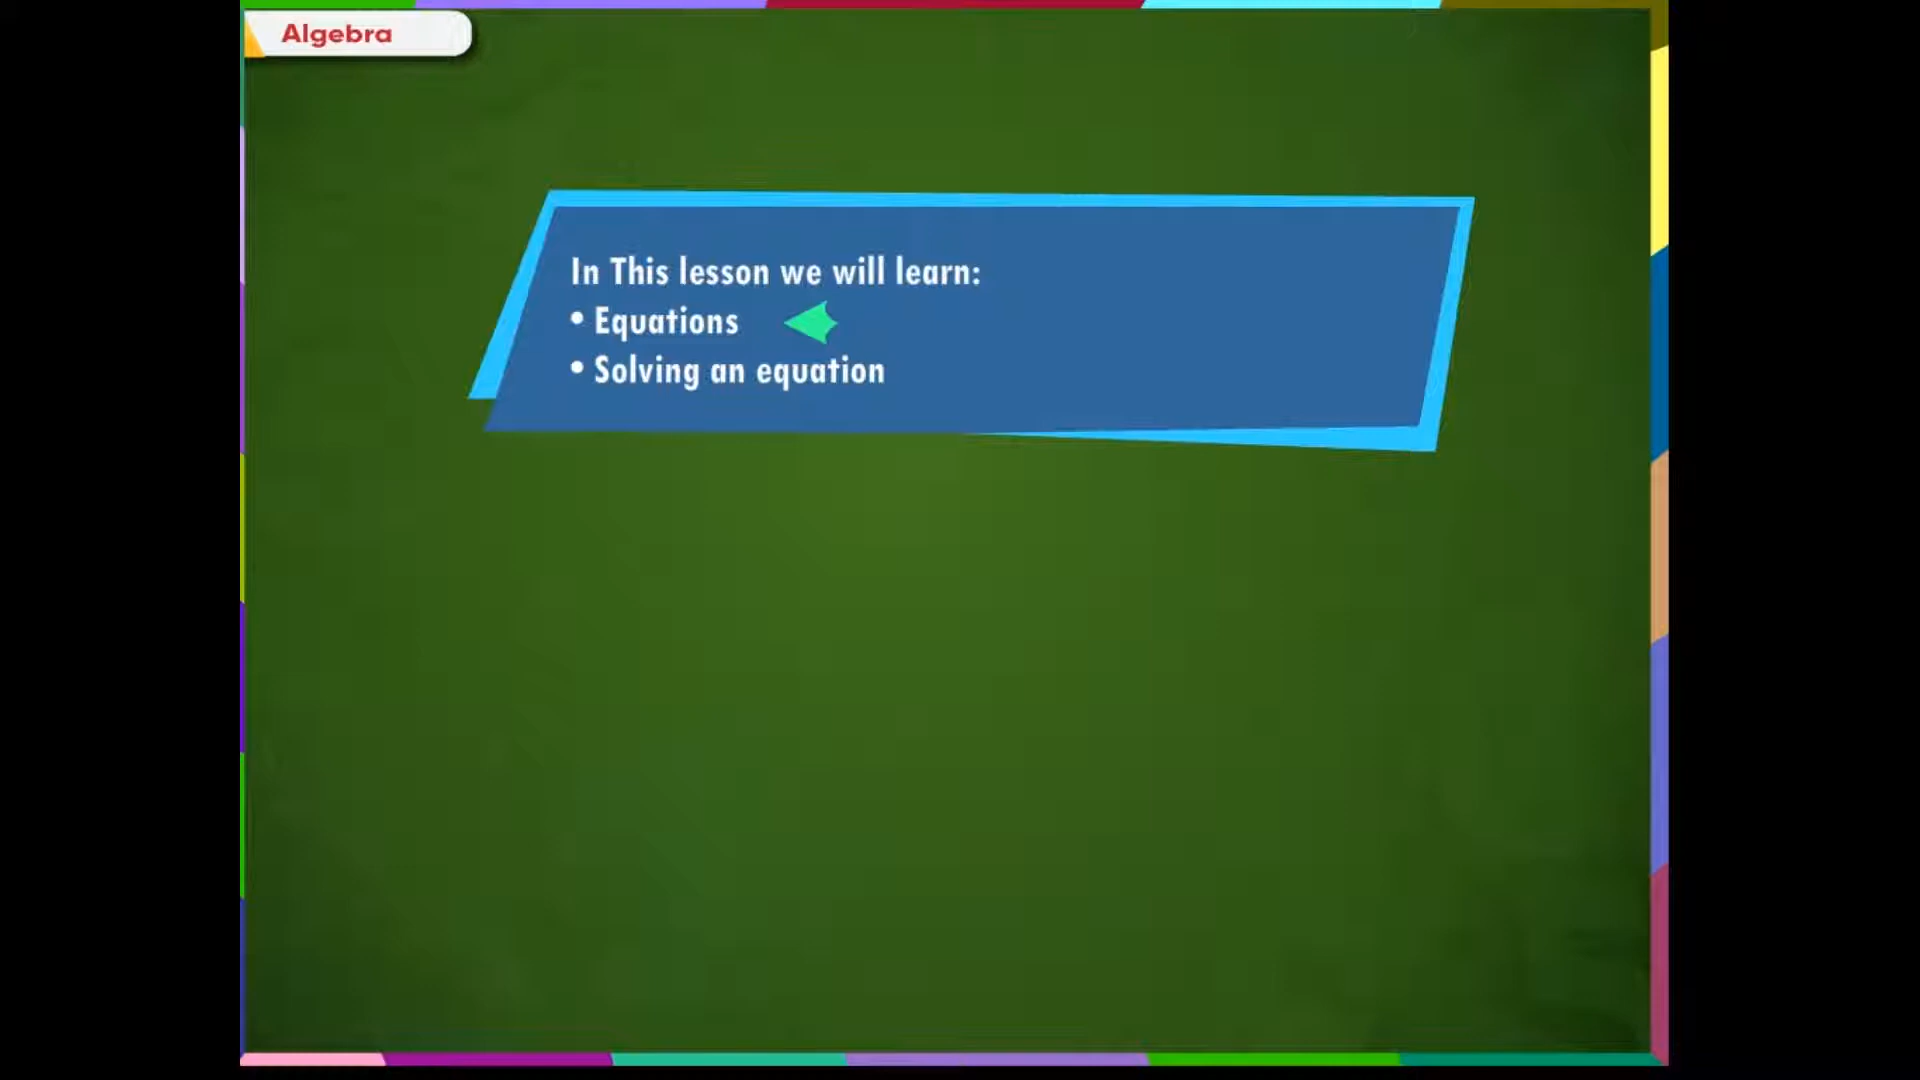 Algebra
In This lesson we will learn:
• Equations
• Solving an equation